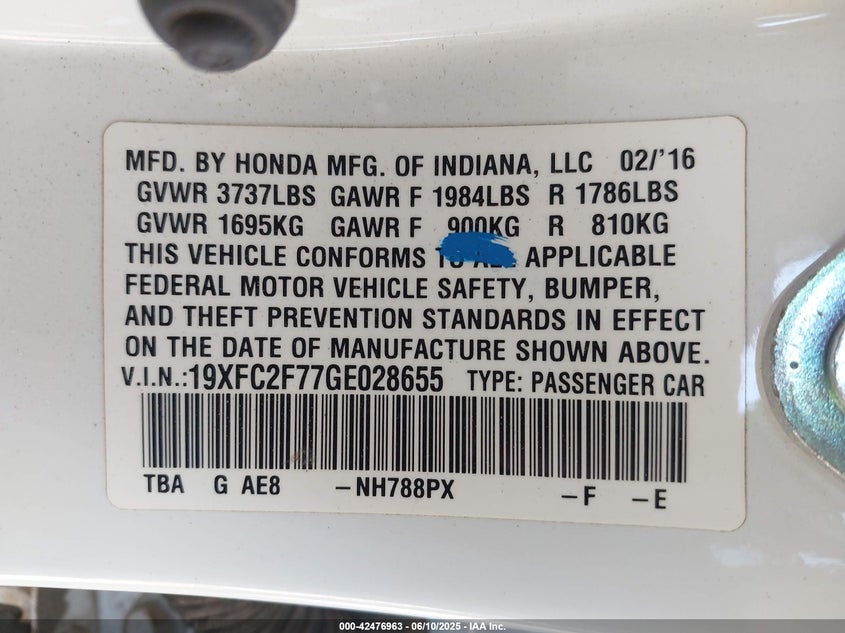 MFD. BY HONDA MFG. OF INDIANA, LLC 02/'16
GVWR 3737LBS GAWR F 1984LBS R 1786LBS
GVWR 1695KG GAWR F 900KG R 810KG
THIS VEHICLE CONFORMS TO ALL APPLICABLE
FEDERAL MOTOR VEHICLE SAFETY, BUMPER,
AND THEFT PREVENTION STANDARDS IN EFFECT
ON THE DATE OF MANUFACTURE SHOWN ABOVE.
V.I.N.:19XFC2F77GE028655 TYPE: PASSENGER CAR
TBA G AE8 -NH788PX -F -E
000-42476963 - 06/10/2025 - IAA Inc.